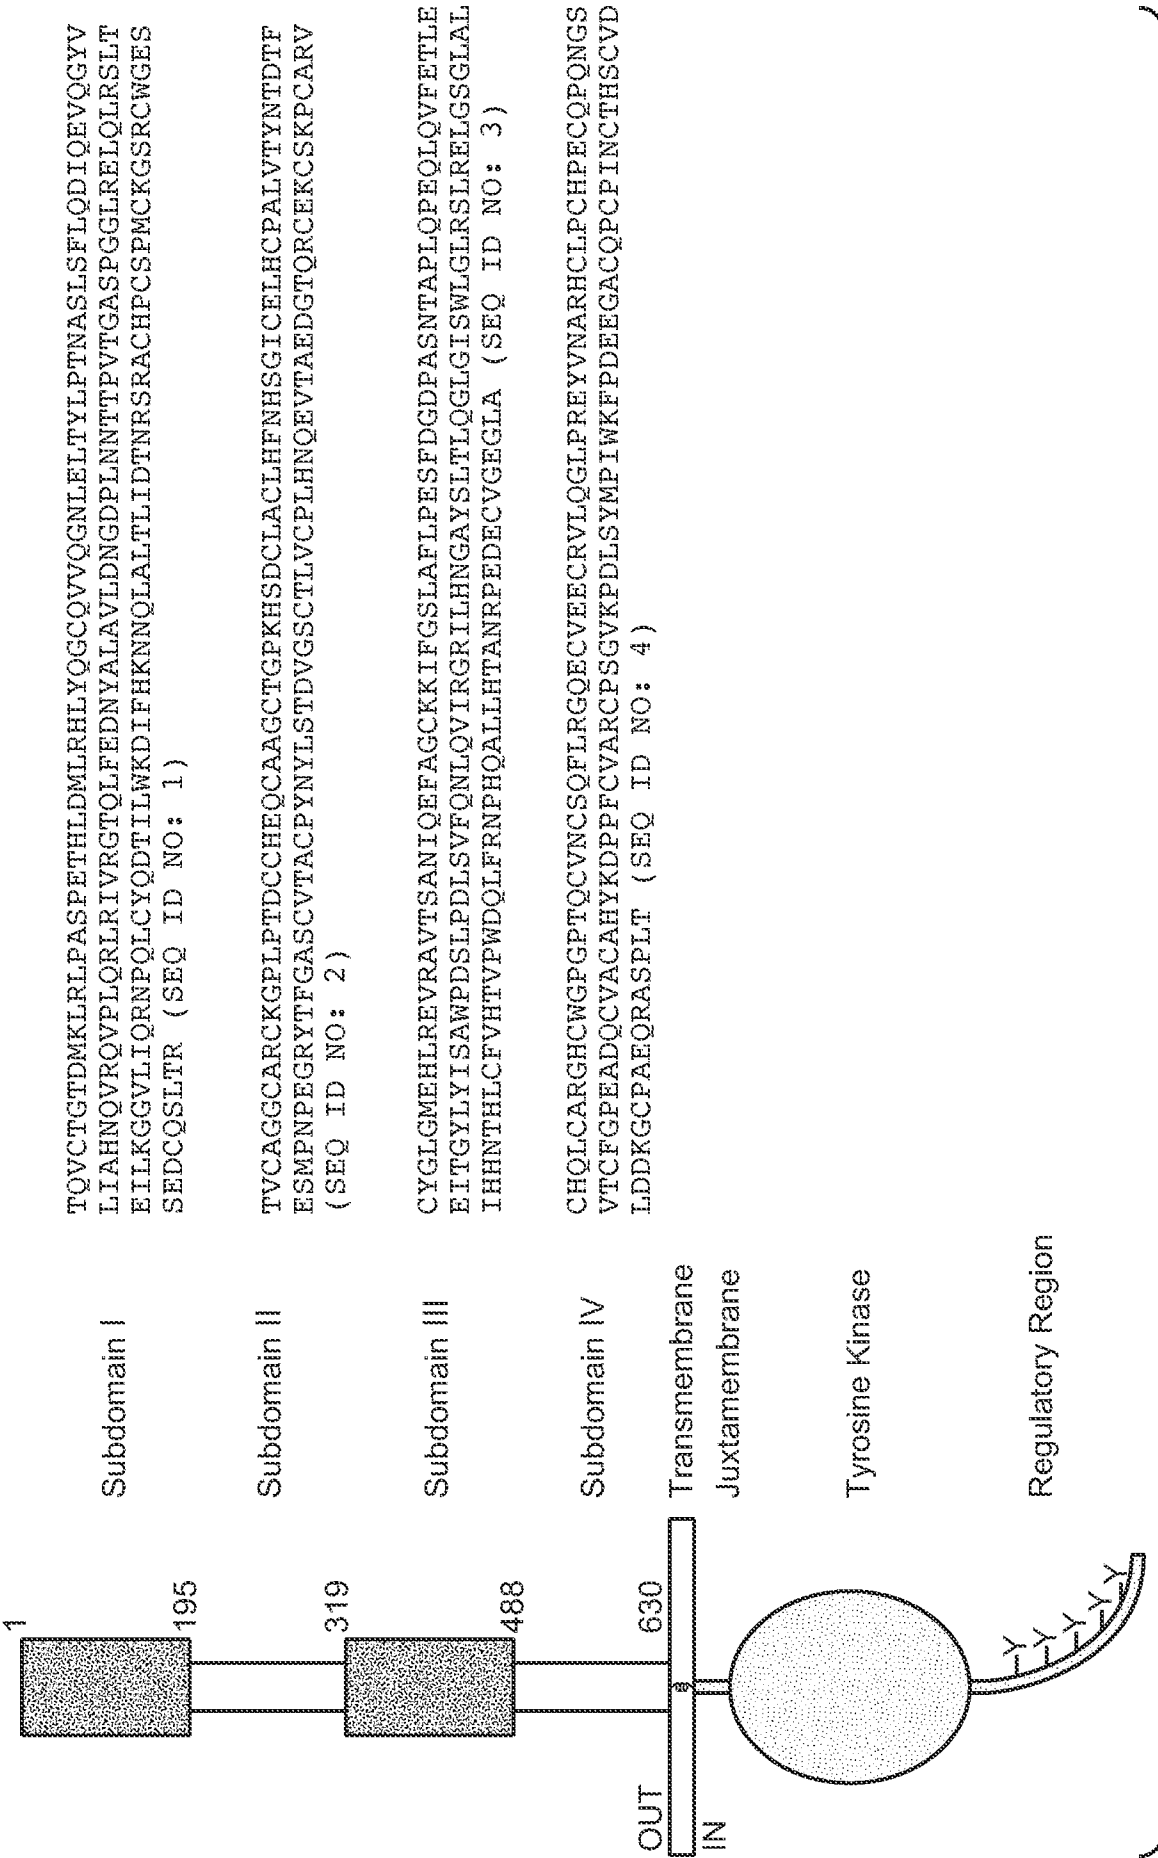 1
195
319
488
630
OUT
IN
Subdomain I
Subdomain II
Subdomain III
Subdomain IV
Transmembrane
Juxtamembrane
Tyrosine Kinase
Regulatory Region
Y
Y
Y
Y
Y
TQVCTGTDMKLRLPASPETHLDMLRHLYQGCQVVQGNLELTYLPTNASLSFLQDIQEVQGYV
LIAHNQVRQVPLQRLRIVRGTQLFEDNYALAVLDNGDPLNNTTPVTGASPGGLRELQLRSLT
EILKGGVLIQRNPQLCYQDTILWKDIFHKNNQLALTLIDTNRSRACHPCSPMCKGSRCWGES
SEDCQSLTR (SEQ ID NO: 1)
TVCAGGCARCKGPLPTDCCHEQCAAGCTGPKHSDCLACLHFNHSGICELHCPALVTYNTDTF
ESMPNPEGRYTFGASCVTACPYNYLSTDVGSCTLVCPLHNQEVTAEDGTQRCEKCSKPCARV
(SEQ ID NO: 2)
CYGLGMEHLREVRAVTSANIQEFAGCKKIFGSLAFLPESFDGDPASNTAPLQPEQLQVFETLE
EITGYLYISAWPDSLPDLSVFQNLQVIRGRILHNGAYSLTLQGLGISWLGLRSLRELGSGLAL
IHHNTHLCFVHTVPWDQLFRNPHQALLHTANRPEDECVGEGLA (SEQ ID NO: 3)
CHQLCARGHCWGPGPTQCVNCSQFLRGQECVEECRVLQGLPREYVNARHCLPCHPECQPQNGS
VTCFGPEADQCVACAHYKDPPFCVARCPSGVKPDLSYMPIWKFPDEEGACQPCPINCTHSCVD
LDDKGCPAEQRASPLT (SEQ ID NO: 4)